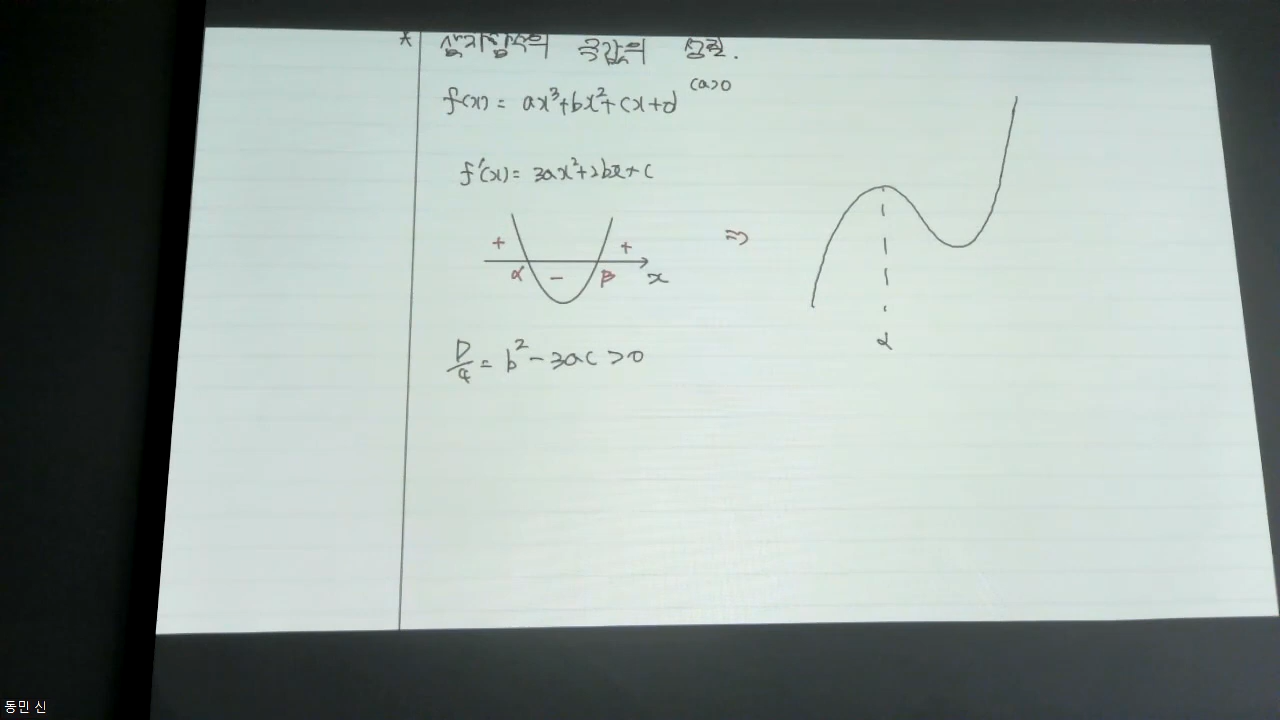 * 삼차함수의 극값의 성질.
f(x) = ax³+bx²+cx+d (a>0
f'(x) = 3ax²+2bx+c
+ +
α − β x
⇒
α
D/4 = b² − 3ac > 0
동민 신